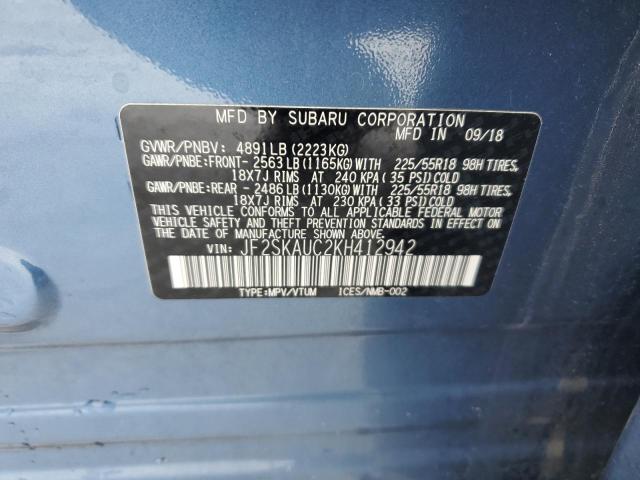 MFD BY SUBARU CORPORATION
MFD IN 09/18
GVWR/PNBV: 4891LB (2223KG)
GAWR/PNBE:FRONT- 2563LB (1165KG)WITH 225/55R18 98H TIRES,
18X7J RIMS AT 240 KPA ( 35 PSI) COLD
GAWR/PNBE:REAR - 2486LB (1130KG)WITH 225/55R18 98H TIRES,
18X7J RIMS AT 230 KPA ( 33 PSI) COLD
THIS VEHICLE CONFORMS TO ALL APPLICABLE FEDERAL MOTOR
VEHICLE SAFETY AND THEFT PREVENTION STANDARDS IN EFFECT ON
THE DATE OF MANUFACTURE SHOWN ABOVE.
VIN: JF2SKAUC2KH412942
TYPE:MPV/VTUM ICES/NMB-002